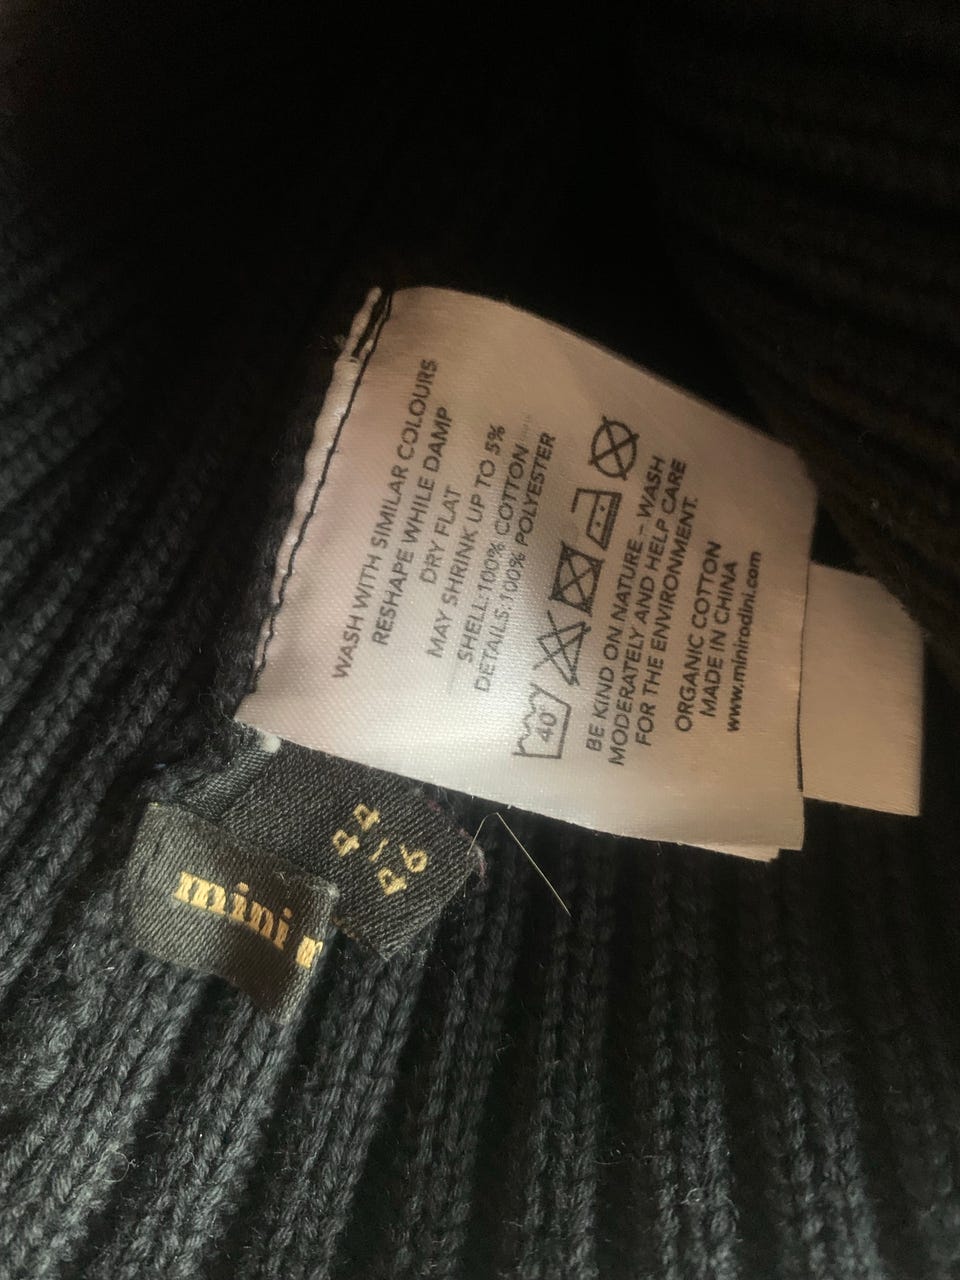 WASH WITH SIMILAR COLOURS
RESHAPE WHILE DAMP
DRY FLAT
MAY SHRINK UP TO 5%
SHELL:100% COTTON
DETAILS:100% POLYESTER
40
BE KIND ON NATURE - WASH
MODERATELY AND HELP CARE
FOR THE ENVIRONMENT.
ORGANIC COTTON
MADE IN CHINA
www.minirodini.com
44
/
46
mini